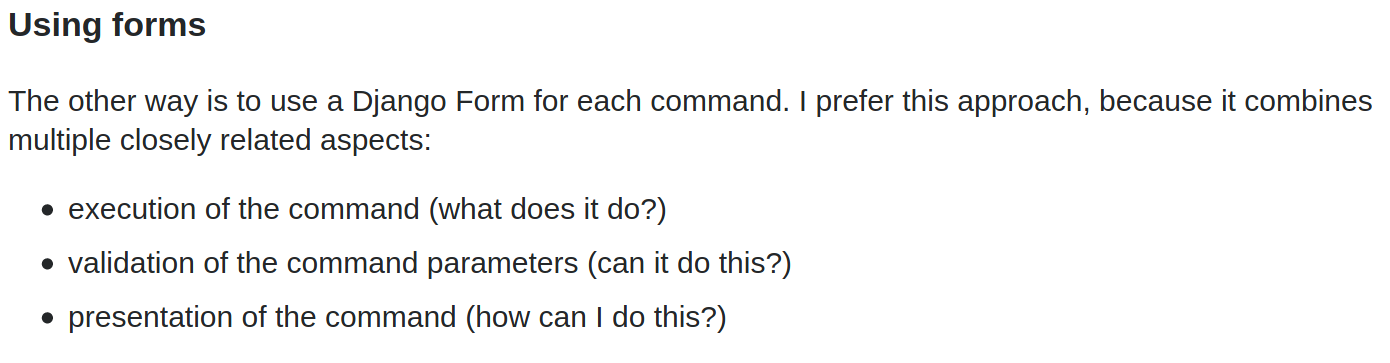 Using forms
The other way is to use a Django Form for each command. I prefer this approach, because it combines
multiple closely related aspects:
• execution of the command (what does it do?)
• validation of the command parameters (can it do this?)
• presentation of the command (how can I do this?)